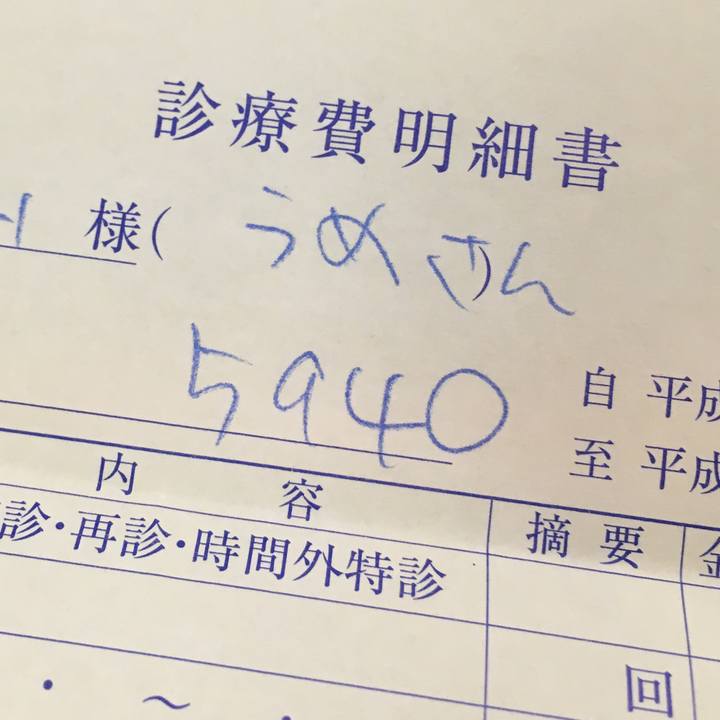 診療費明細書
様(うめさん)
5940
自 平成
至 平成
内 容 摘 要 金
診・再診・時間外特診
回
・ ～ ・